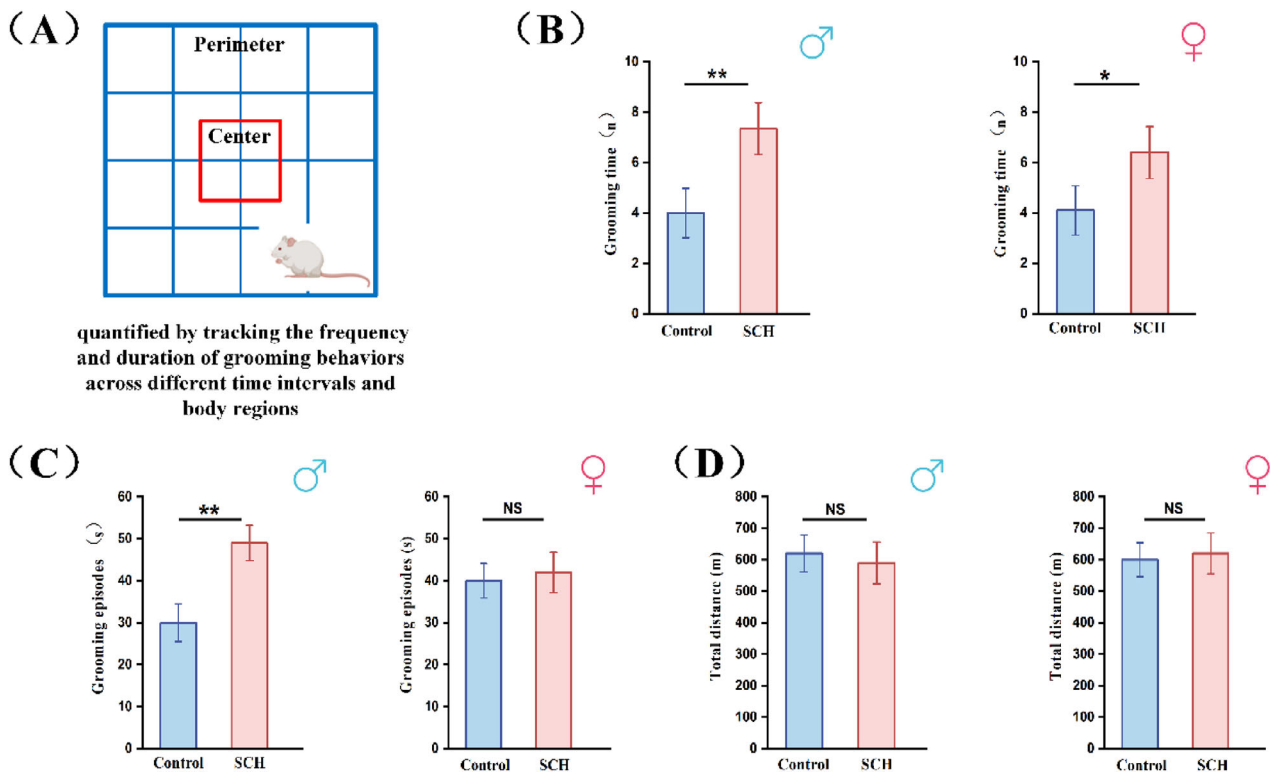 （A）
Perimeter
Center
quantified by tracking the frequency
and duration of grooming behaviors
across different time intervals and
body regions
（B）
Grooming time（n）
10
8
6
4
2
0
**
Control
SCH
Grooming time （n）
10
8
6
4
2
0
*
Control
SCH
（C）
Grooming episodes （s）
60
50
40
30
20
10
0
**
Control
SCH
Grooming episodes (s)
60
50
40
30
20
10
0
NS
Control
SCH
（D）
Total distance (m)
800
700
600
500
400
300
200
100
0
NS
Control
SCH
Total distance (m)
800
700
600
500
400
300
200
100
0
NS
Control
SCH